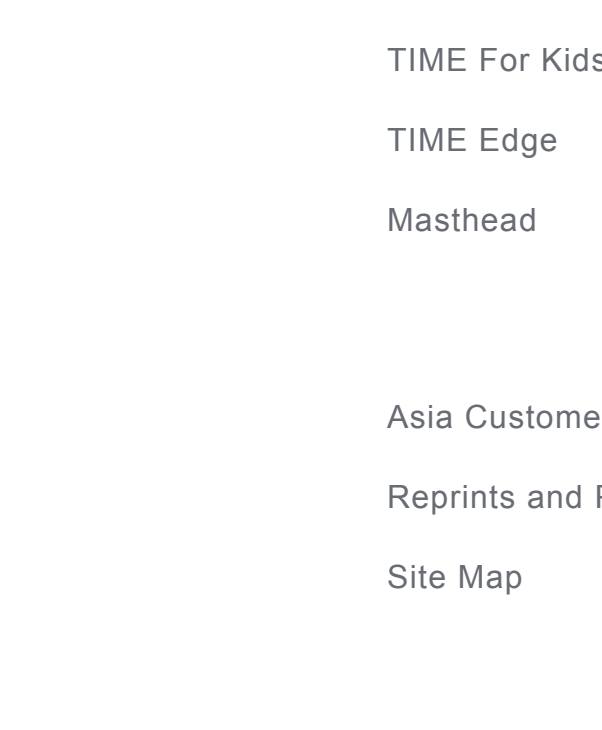 TIME For Kids
TIME Edge
Masthead
Asia Custome
Reprints and
Site Map